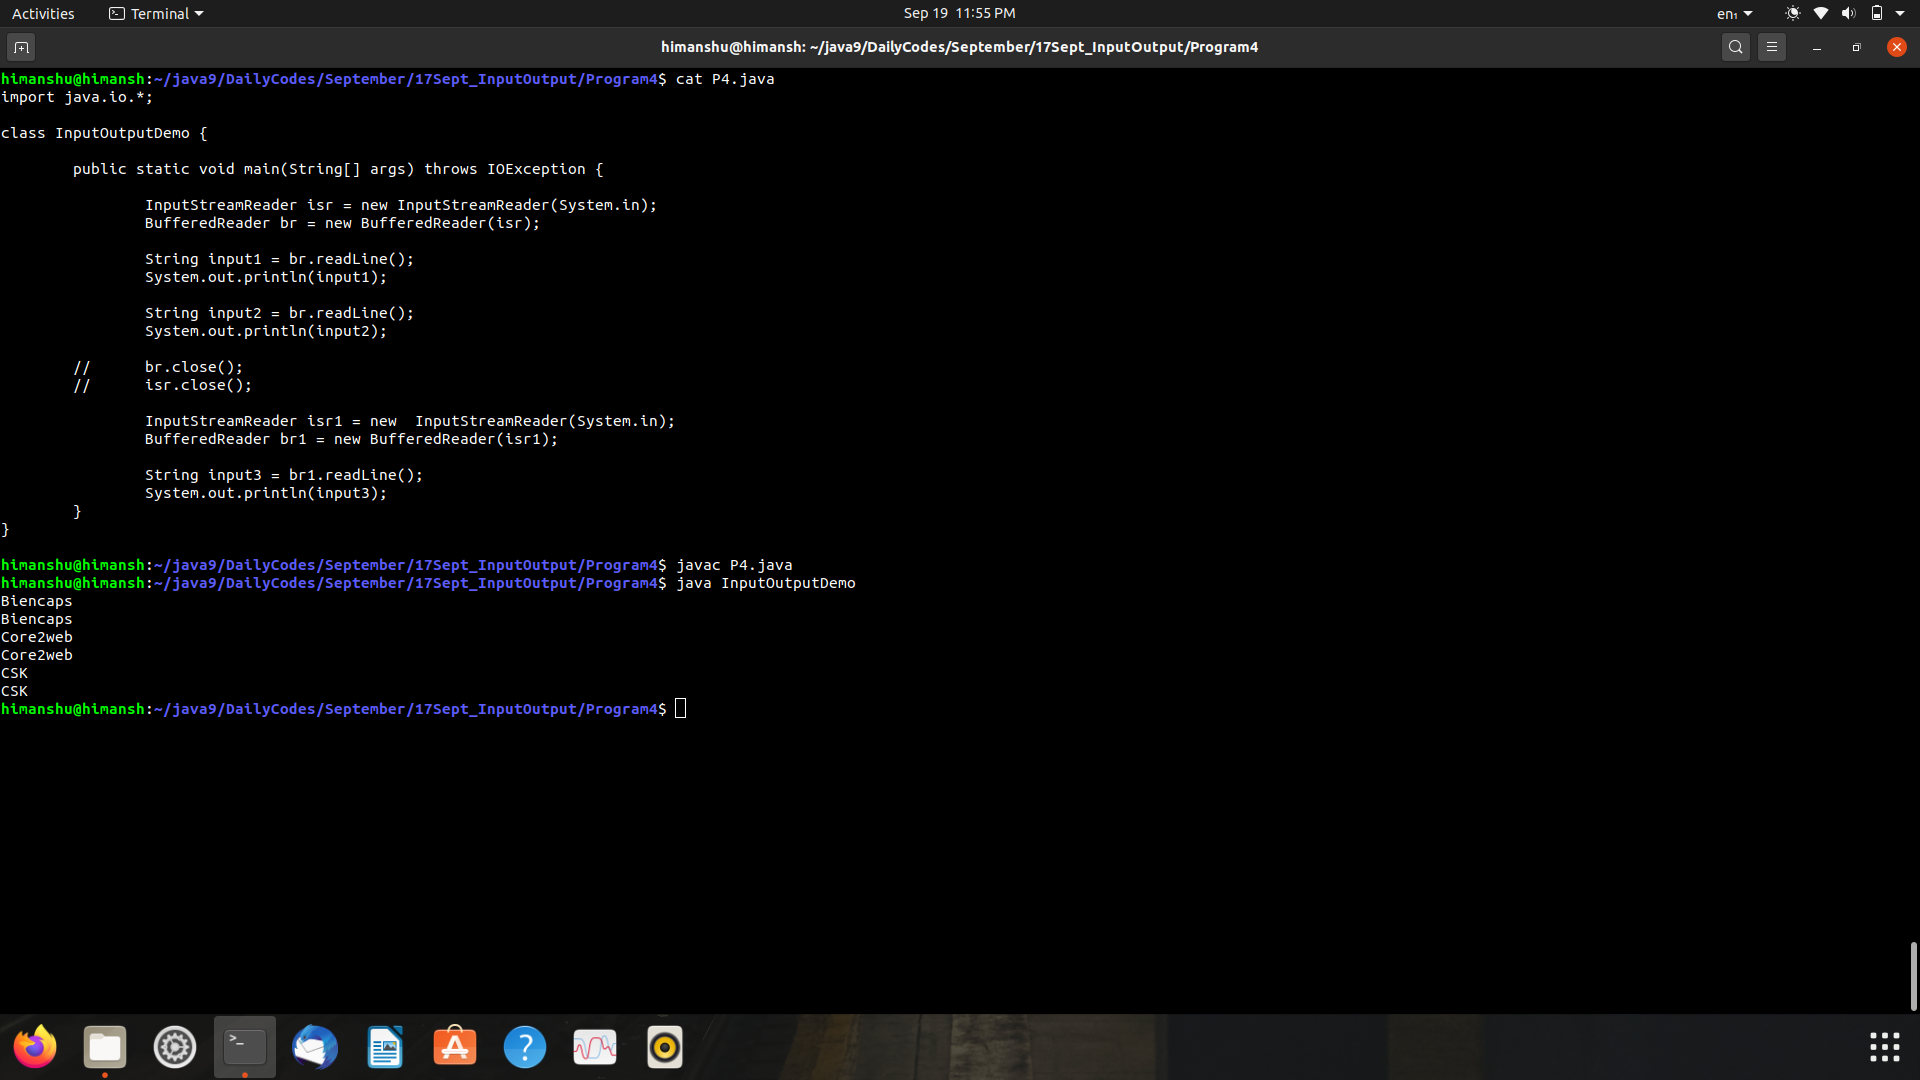 Activities Terminal Sep 19 11:55 PM en₁
himanshu@himansh: ~/java9/DailyCodes/September/17Sept_InputOutput/Program4
himanshu@himansh:~/java9/DailyCodes/September/17Sept_InputOutput/Program4$ cat P4.java
import java.io.*;
class InputOutputDemo {
public static void main(String[] args) throws IOException {
InputStreamReader isr = new InputStreamReader(System.in);
BufferedReader br = new BufferedReader(isr);
String input1 = br.readLine();
System.out.println(input1);
String input2 = br.readLine();
System.out.println(input2);
// br.close();
// isr.close();
InputStreamReader isr1 = new  InputStreamReader(System.in);
BufferedReader br1 = new BufferedReader(isr1);
String input3 = br1.readLine();
System.out.println(input3);
}
}
himanshu@himansh:~/java9/DailyCodes/September/17Sept_InputOutput/Program4$ javac P4.java
himanshu@himansh:~/java9/DailyCodes/September/17Sept_InputOutput/Program4$ java InputOutputDemo
Biencaps
Biencaps
Core2web
Core2web
CSK
CSK
himanshu@himansh:~/java9/DailyCodes/September/17Sept_InputOutput/Program4$